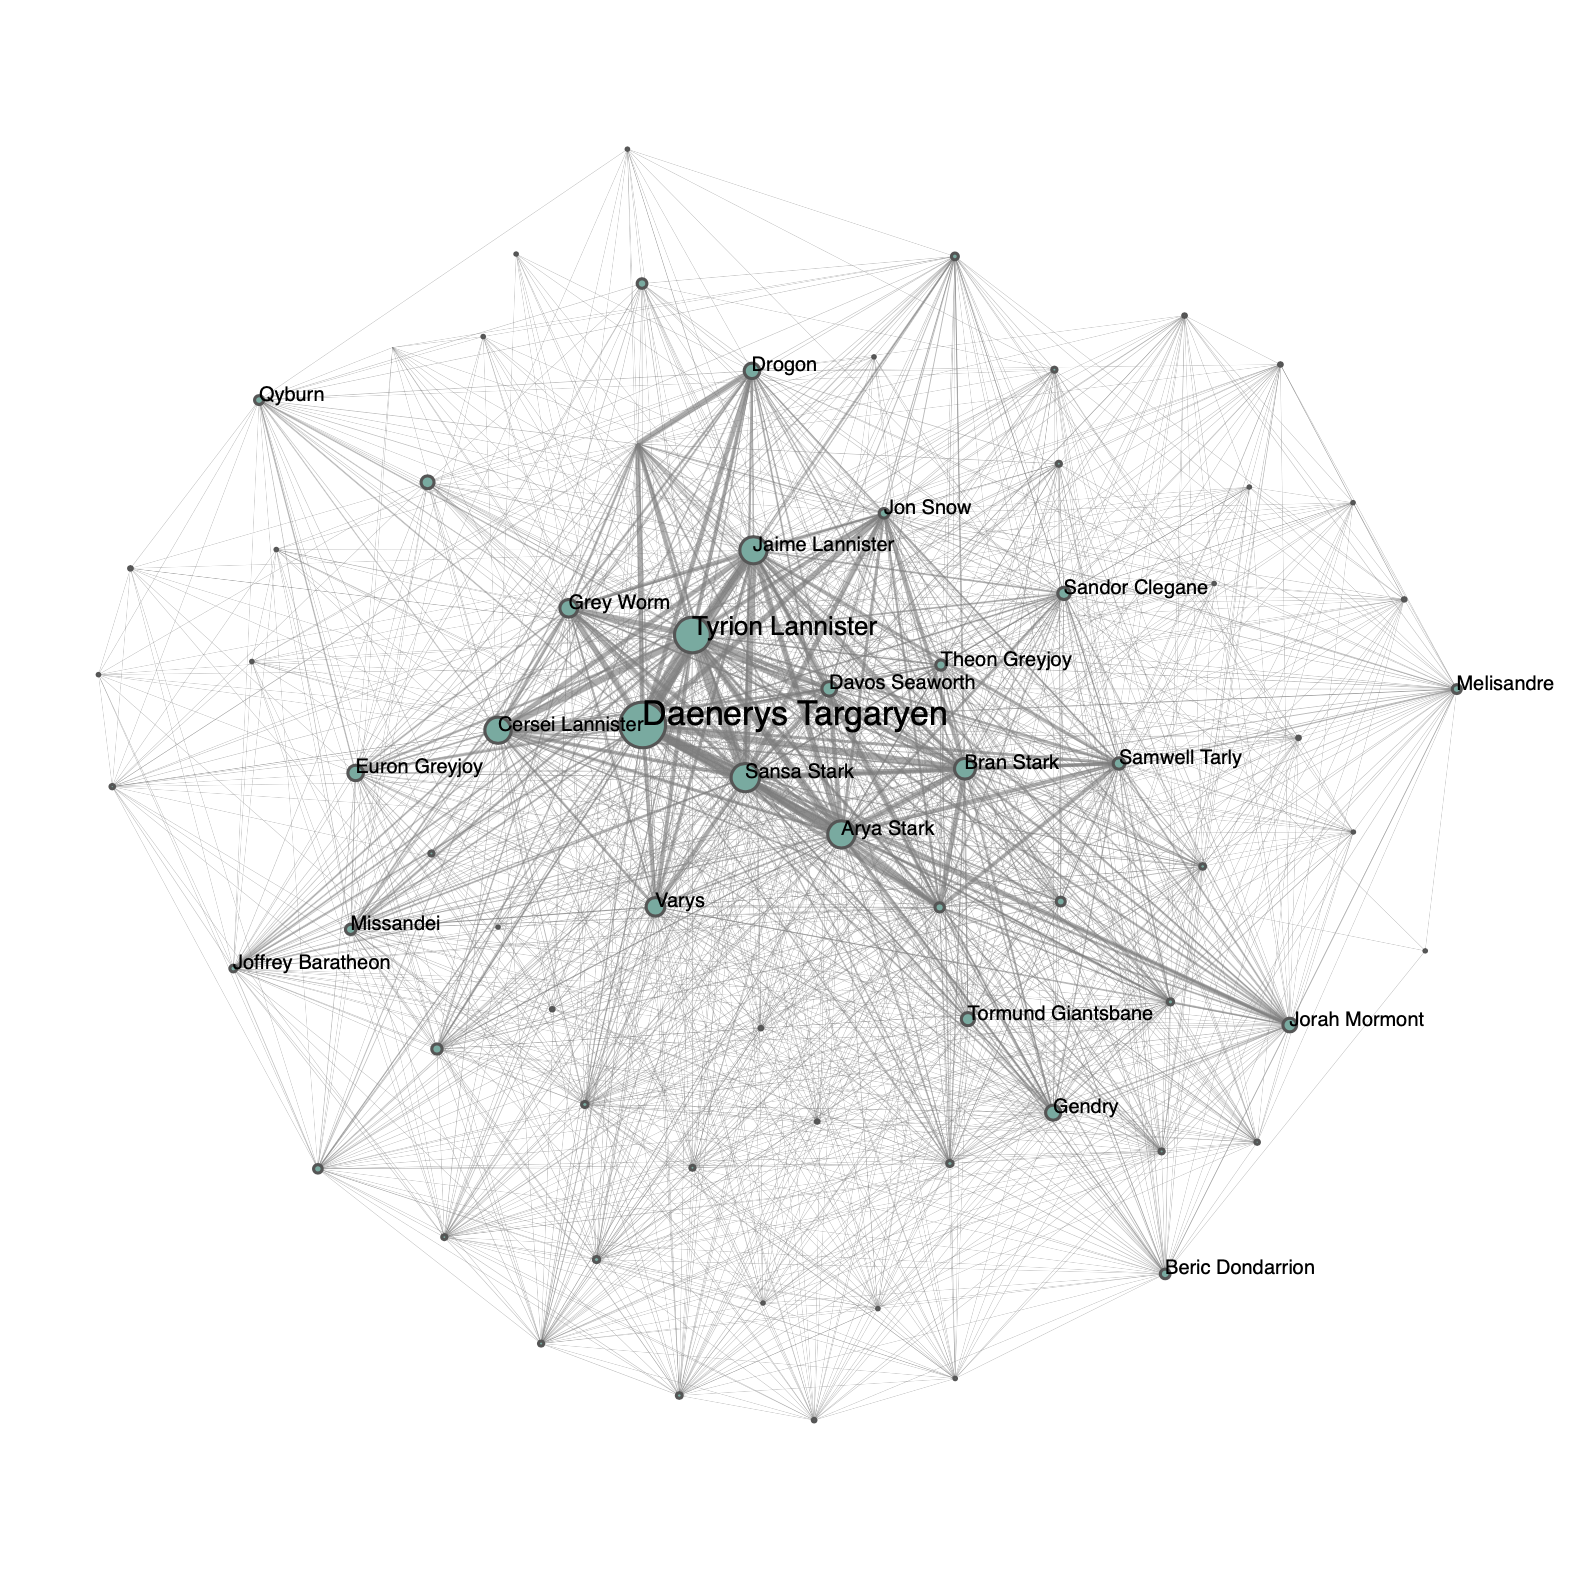 Drogon
Qyburn
Jon Snow
Jaime Lannister
Sandor Clegane
Grey Worm
Tyrion Lannister
Theon Greyjoy
Davos Seaworth
Melisandre
Daenerys Targaryen
Cersei Lannister
Samwell Tarly
Bran Stark
Euron Greyjoy
Sansa Stark
Arya Stark
Varys
Missandei
Joffrey Baratheon
Tormund Giantsbane
Jorah Mormont
Gendry
Beric Dondarrion